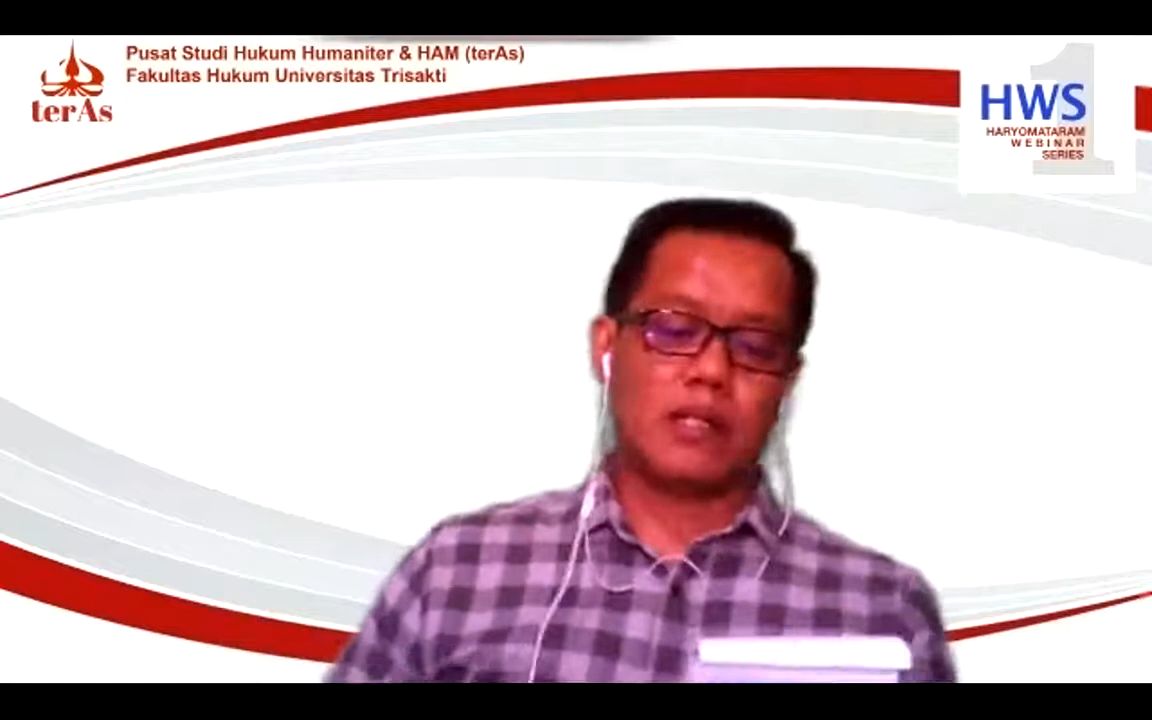 Pusat Studi Hukum Humaniter & HAM (terAs)
Fakultas Hukum Universitas Trisakti
terAs
1
HWS
HARYOMATARAM
WEBINAR
SERIES